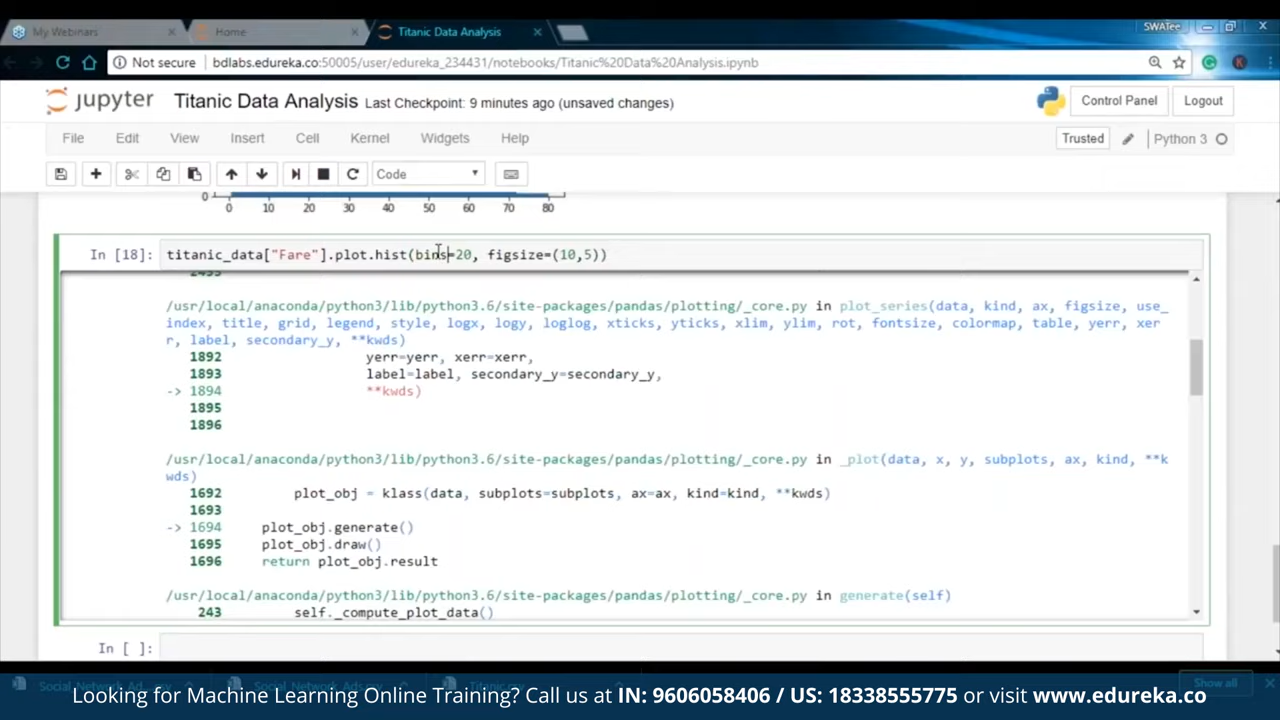 My Webinars
Home
Titanic Data Analysis
SWATee
Not secure
bdlabs.edureka.co:50005/user/edureka_234431/notebooks/Titanic%20Data%20Analysis.ipynb
jupyter
Titanic Data Analysis Last Checkpoint: 9 minutes ago (unsaved changes)
Control Panel
Logout
File Edit View Insert Cell Kernel Widgets Help
Trusted
Python 3
Code
0
0 10 20 30 40 50 60 70 80
In [18]: titanic_data["Fare"].plot.hist(bins=20, figsize=(10,5))
/usr/local/anaconda/python3/lib/python3.6/site-packages/pandas/plotting/_core.py in plot_series(data, kind, ax, figsize, use_
index, title, grid, legend, style, logx, logy, loglog, xticks, yticks, xlim, ylim, rot, fontsize, colormap, table, yerr, xer
r, label, secondary_y, **kwds)
1892 yerr=yerr, xerr=xerr,
1893 label=label, secondary_y=secondary_y,
-> 1894 **kwds)
1895
1896
/usr/local/anaconda/python3/lib/python3.6/site-packages/pandas/plotting/_core.py in _plot(data, x, y, subplots, ax, kind, **k
wds)
1692 plot_obj = klass(data, subplots=subplots, ax=ax, kind=kind, **kwds)
1693
-> 1694 plot_obj.generate()
1695 plot_obj.draw()
1696 return plot_obj.result
/usr/local/anaconda/python3/lib/python3.6/site-packages/pandas/plotting/_core.py in generate(self)
243 self._compute_plot_data()
In [ ]:
Show all
Looking for Machine Learning Online Training? Call us at IN: 9606058406 / US: 18338555775 or visit www.edureka.co